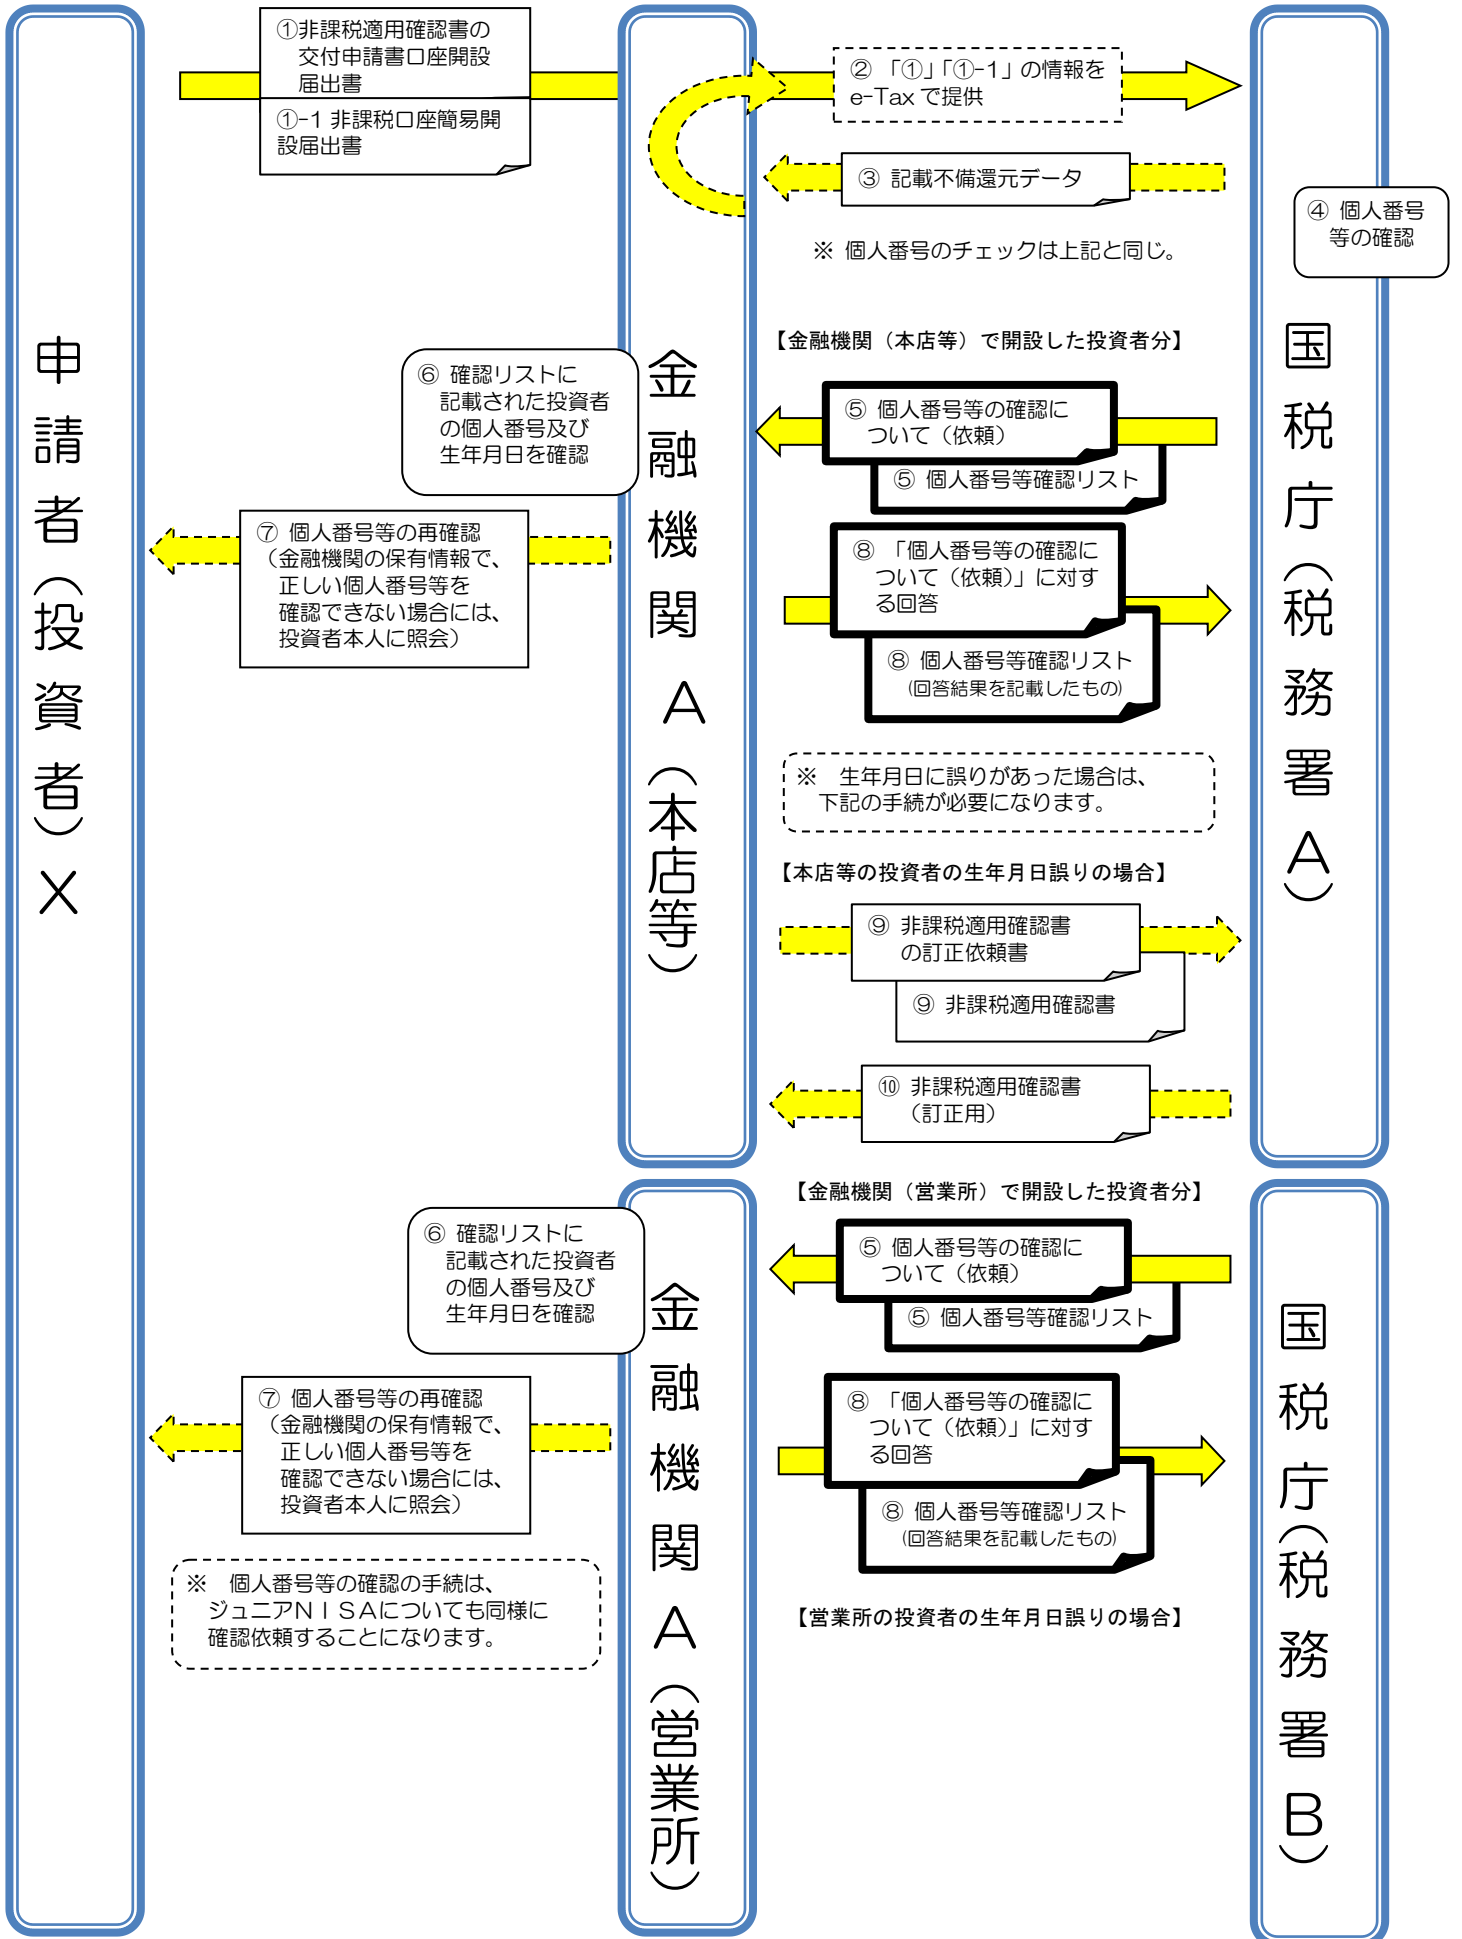 ①非課税適用確認書の
交付申請書口座開設
届出書
①-1 非課税口座簡易開
設届出書
② 「①」「①-1」の情報を
e-Tax で提供
③ 記載不備還元データ
④ 個人番号
等の確認
※ 個人番号のチェックは上記と同じ。
申請者（投資者）X
金融機関 A（本店等）
国税庁（税務署A）
【金融機関（本店等）で開設した投資者分】
⑤ 個人番号等の確認に
ついて（依頼）
⑤ 個人番号等確認リスト
⑥ 確認リストに
記載された投資者
の個人番号及び
生年月日を確認
⑦ 個人番号等の再確認
（金融機関の保有情報で、
正しい個人番号等を
確認できない場合には、
投資者本人に照会）
⑧ 「個人番号等の確認に
ついて（依頼）」に対す
る回答
⑧ 個人番号等確認リスト
(回答結果を記載したもの)
※ 生年月日に誤りがあった場合は、
下記の手続が必要になります。
【本店等の投資者の生年月日誤りの場合】
⑨ 非課税適用確認書
の訂正依頼書
⑨ 非課税適用確認書
⑩ 非課税適用確認書
（訂正用）
【金融機関（営業所）で開設した投資者分】
金融機関A（営業所）
国税庁（税務署B）
⑤ 個人番号等の確認に
ついて（依頼）
⑤ 個人番号等確認リスト
⑥ 確認リストに
記載された投資者
の個人番号及び
生年月日を確認
⑦ 個人番号等の再確認
（金融機関の保有情報で、
正しい個人番号等を
確認できない場合には、
投資者本人に照会）
⑧ 「個人番号等の確認に
ついて（依頼）」に対す
る回答
⑧ 個人番号等確認リスト
(回答結果を記載したもの)
※ 個人番号等の確認の手続は、
ジュニアＮＩＳＡについても同様に
確認依頼することになります。
【営業所の投資者の生年月日誤りの場合】